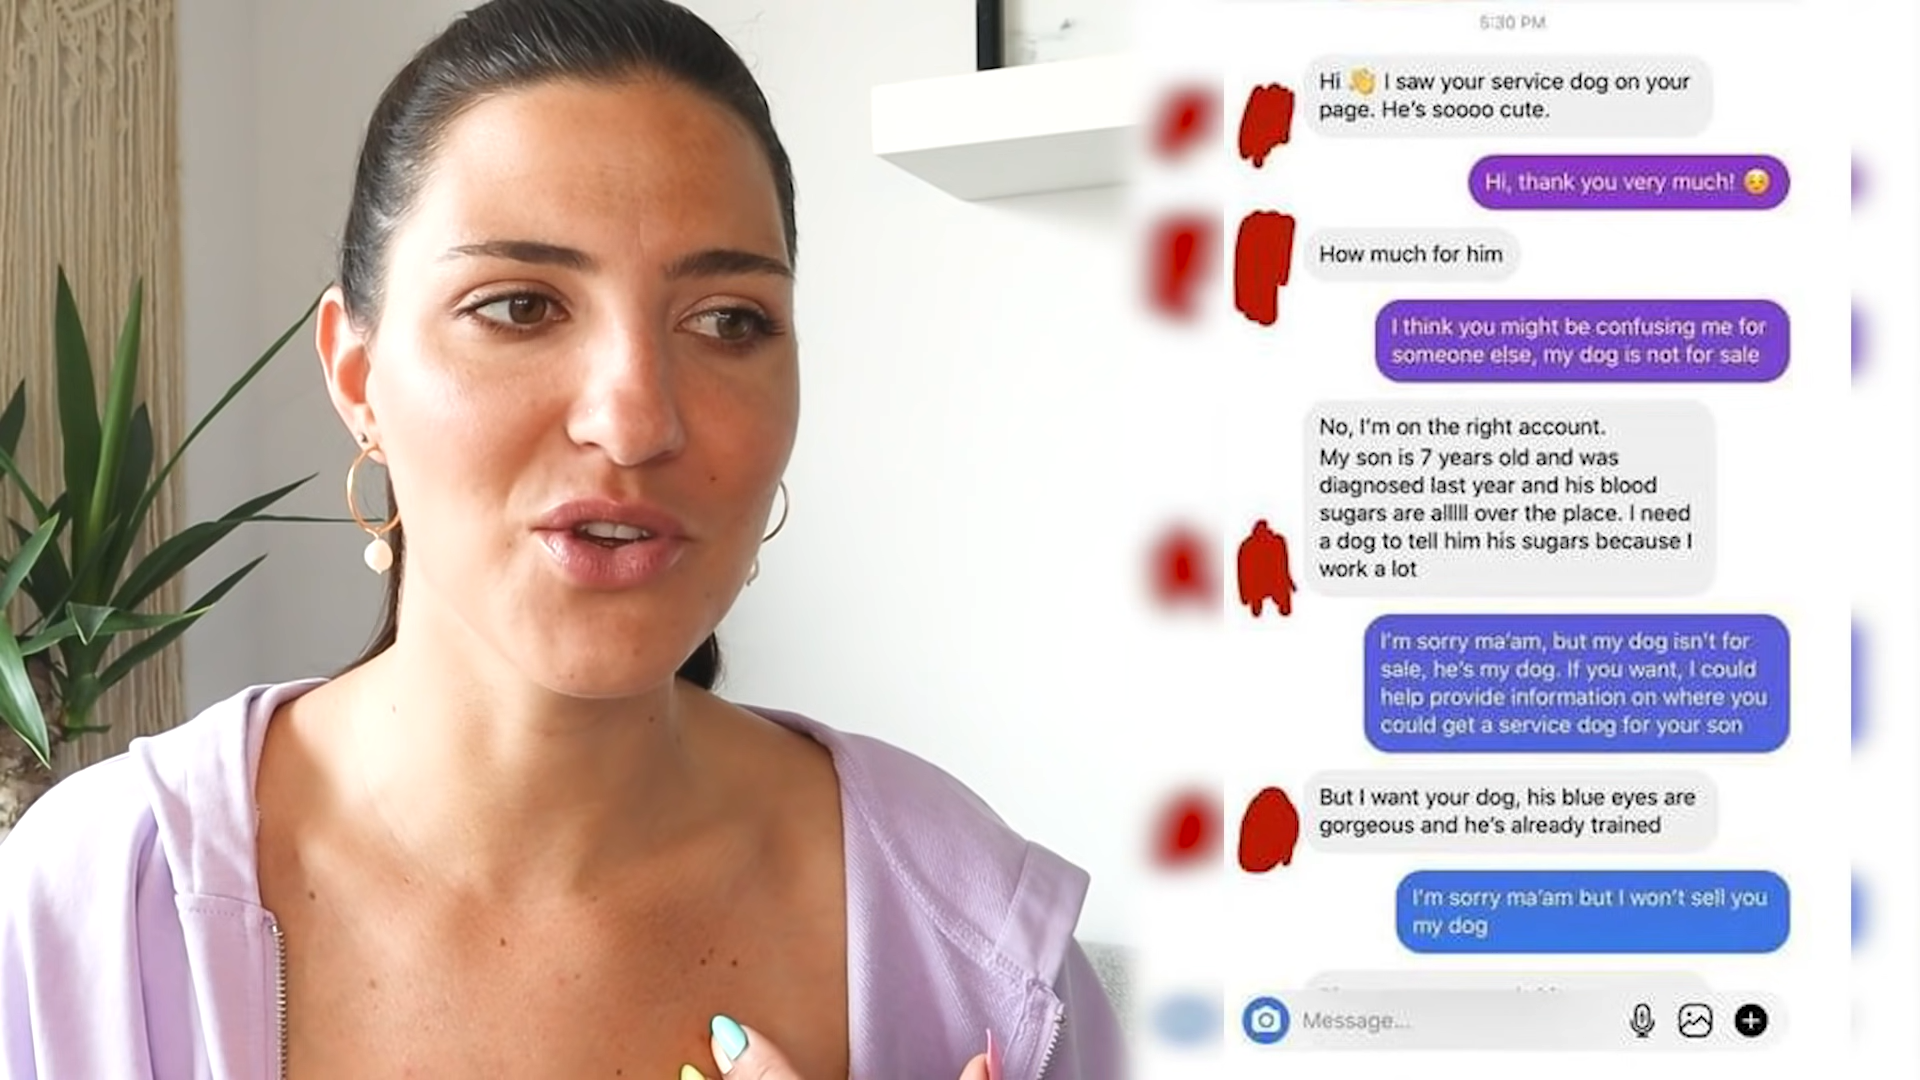 6:30 PM
Hi 👋 I saw your service dog on your
page. He's soooo cute.
Hi, thank you very much! ☺️
How much for him
I think you might be confusing me for
someone else, my dog is not for sale
No, I'm on the right account.
My son is 7 years old and was
diagnosed last year and his blood
sugars are alllll over the place. I need
a dog to tell him his sugars because I
work a lot
I'm sorry ma'am, but my dog isn't for
sale, he's my dog. If you want, I could
help provide information on where you
could get a service dog for your son
But I want your dog, his blue eyes are
gorgeous and he's already trained
I'm sorry ma'am but I won't sell you
my dog
Message...